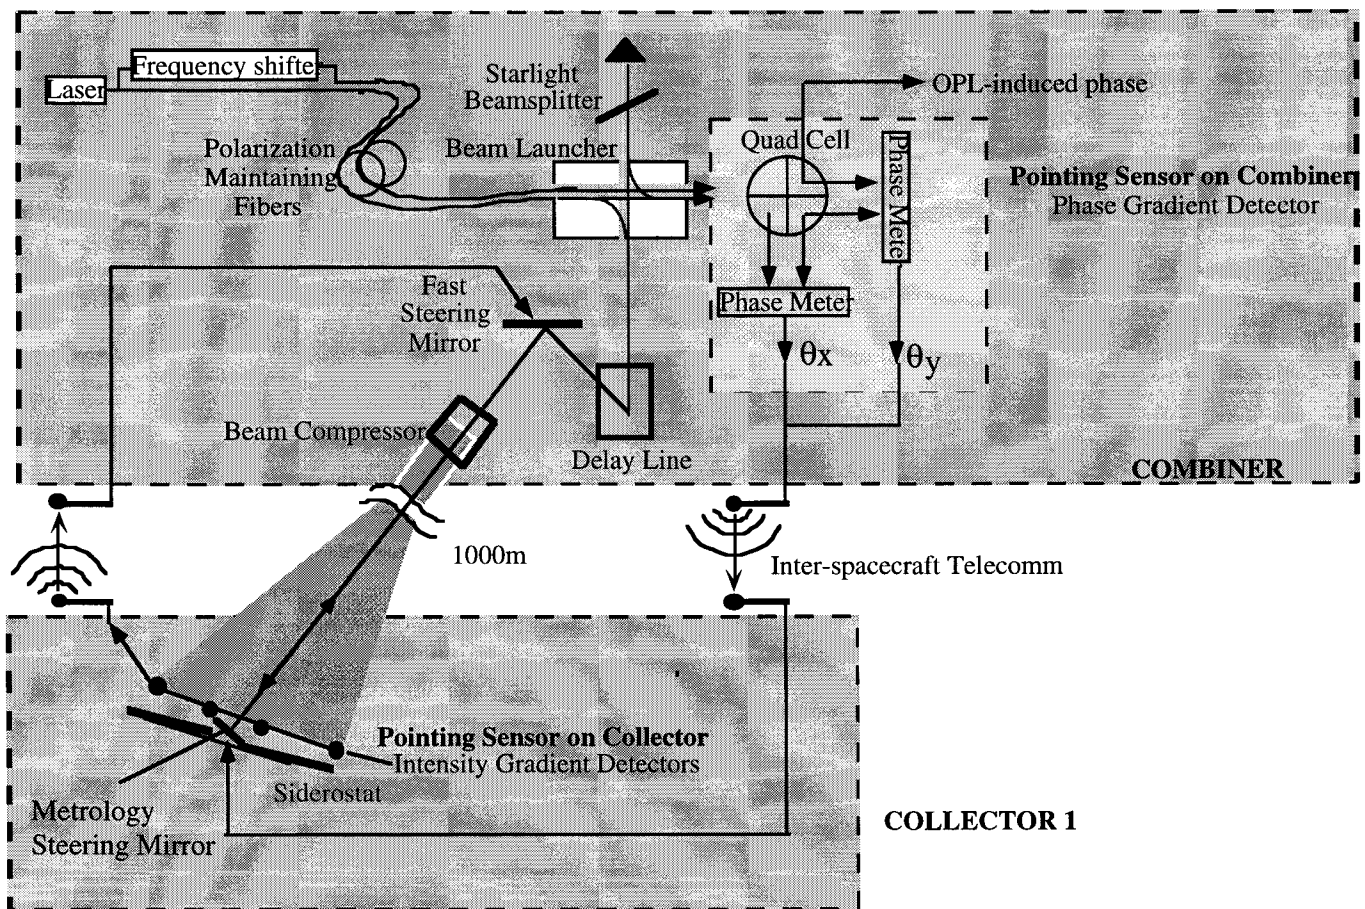 Frequency shifte
Laser
Starlight
Beamsplitter
OPL-induced phase
Polarization
Maintaining
Fibers
Beam Launcher
Quad Cell
Phase Mete
Pointing Sensor on Combiner
Phase Gradient Detector
Fast
Steering
Mirror
Phase Meter
θx
θy
Beam Compressor
Delay Line
COMBINER
1000m
Inter-spacecraft Telecomm
Pointing Sensor on Collector
Intensity Gradient Detectors
Siderostat
Metrology
Steering Mirror
COLLECTOR 1